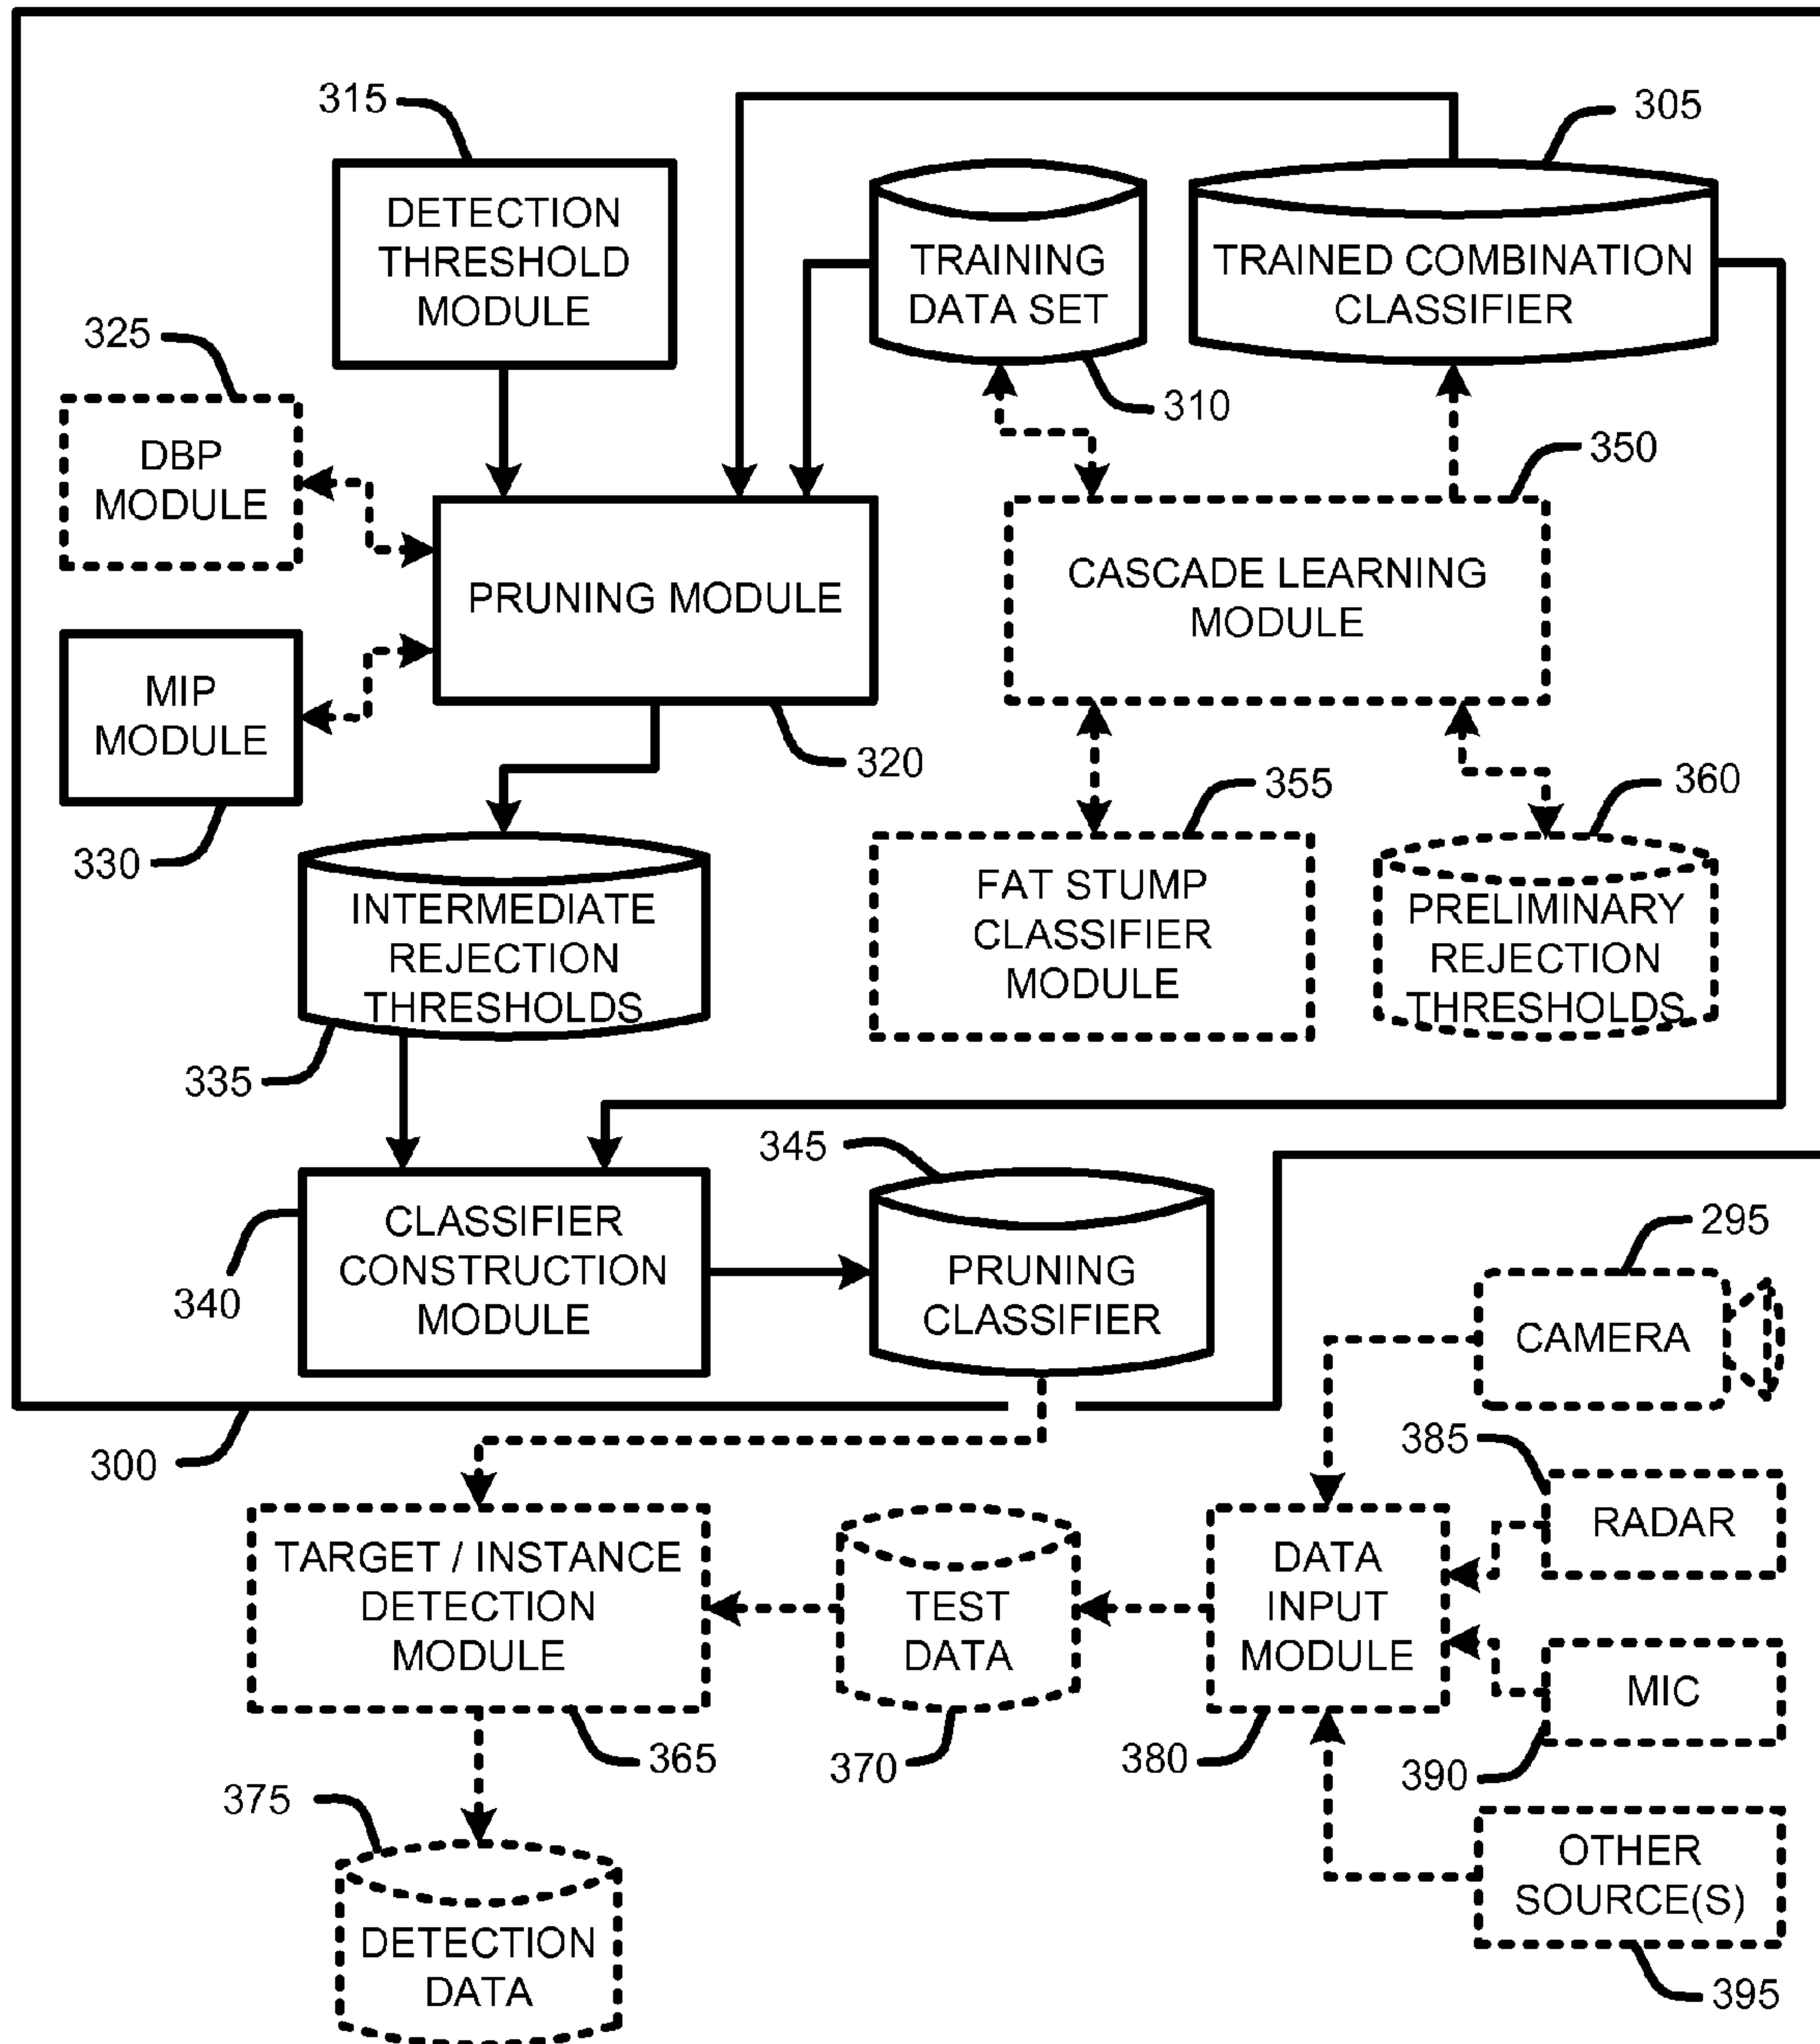 315
305
DETECTION
THRESHOLD
MODULE
TRAINING
DATA SET
TRAINED COMBINATION
CLASSIFIER
325
310
350
DBP
MODULE
PRUNING MODULE
CASCADE LEARNING
MODULE
MIP
MODULE
320
355
360
330
INTERMEDIATE
REJECTION
THRESHOLDS
FAT STUMP
CLASSIFIER
MODULE
PRELIMINARY
REJECTION
THRESHOLDS
335
345
295
CLASSIFIER
CONSTRUCTION
MODULE
340
PRUNING
CLASSIFIER
CAMERA
300
385
RADAR
TARGET / INSTANCE
DETECTION
MODULE
TEST
DATA
DATA
INPUT
MODULE
MIC
365
370
380
390
375
OTHER
SOURCE(S)
DETECTION
DATA
395